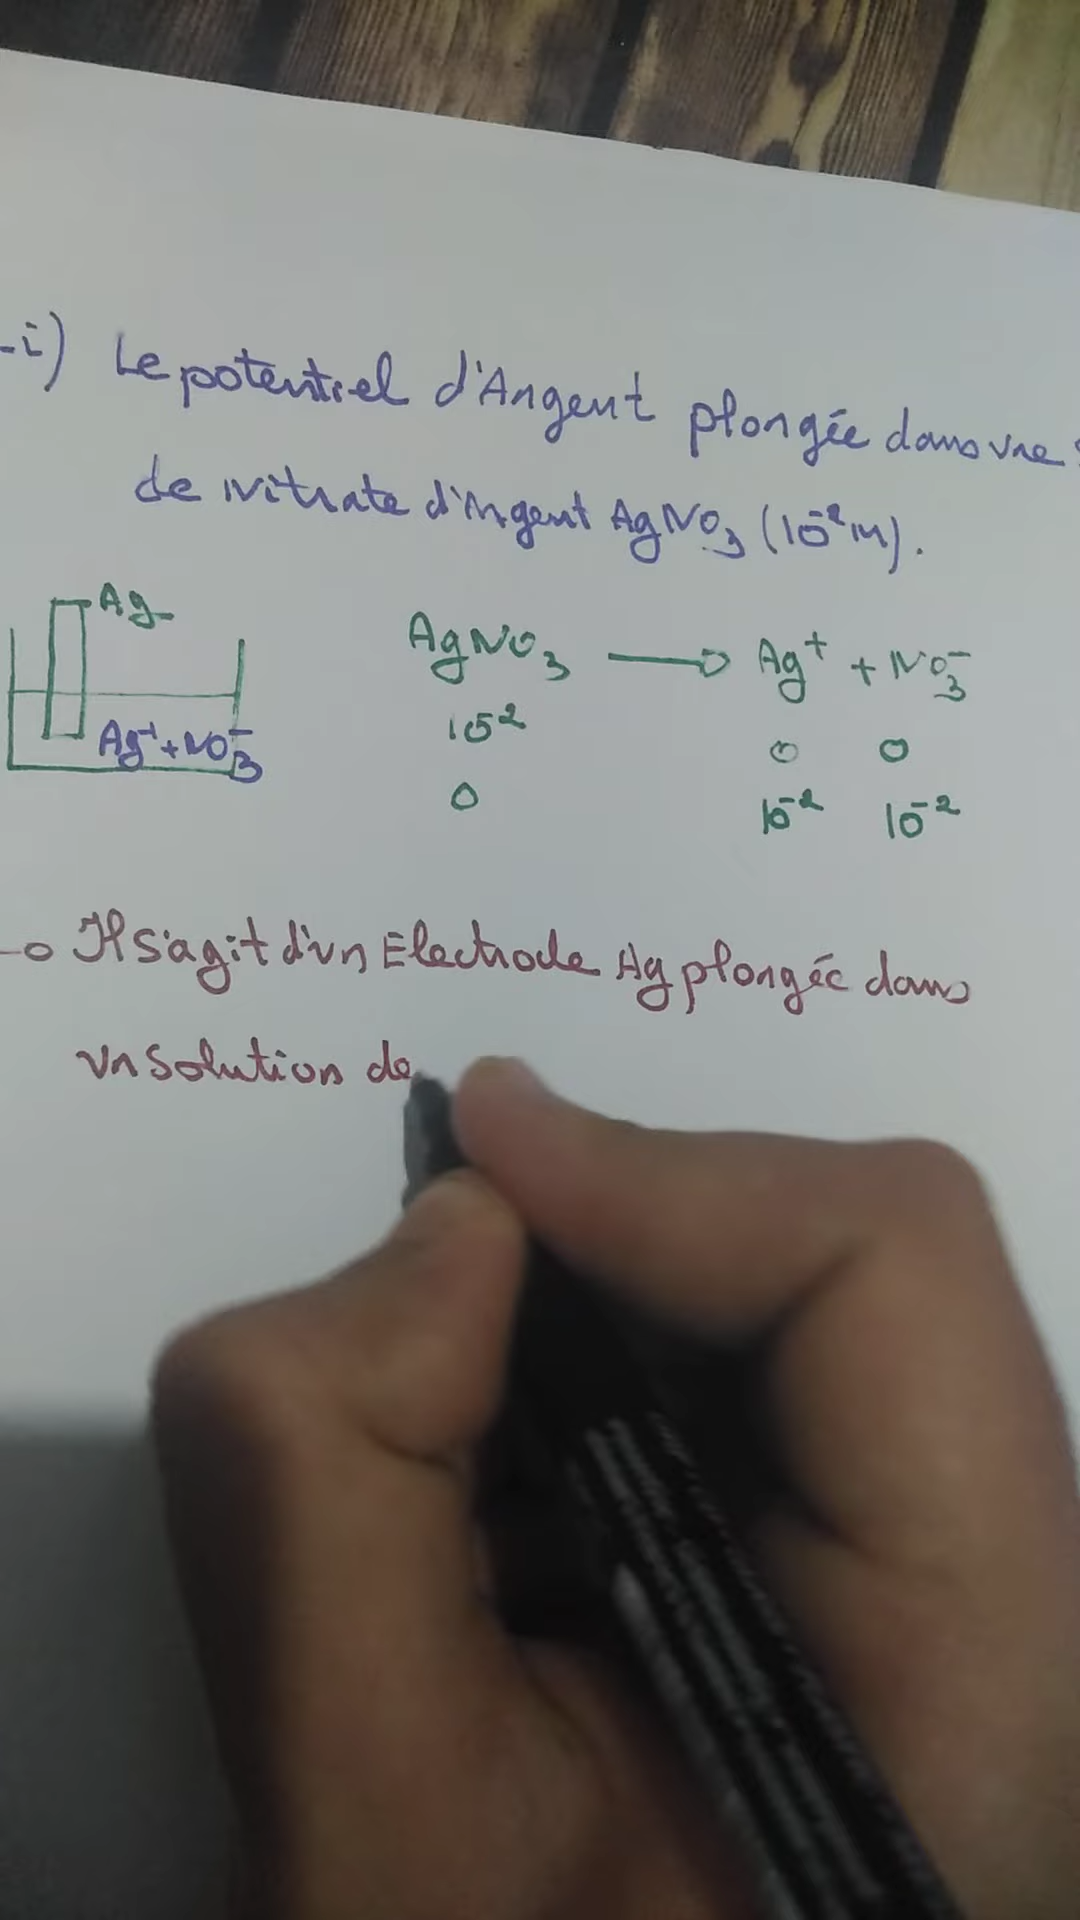 -i) Le potentiel d'Argent plongée dans une
de Nitrate d'Argent AgNO₃ (10⁻²M).
Ag
AgNO₃ → Ag⁺ + NO₃⁻
Ag⁺ + NO₃⁻
10⁻² 0 0
0 10⁻² 10⁻²
→ Il s'agit d'un Electrode Ag plongée dans
un Solution de